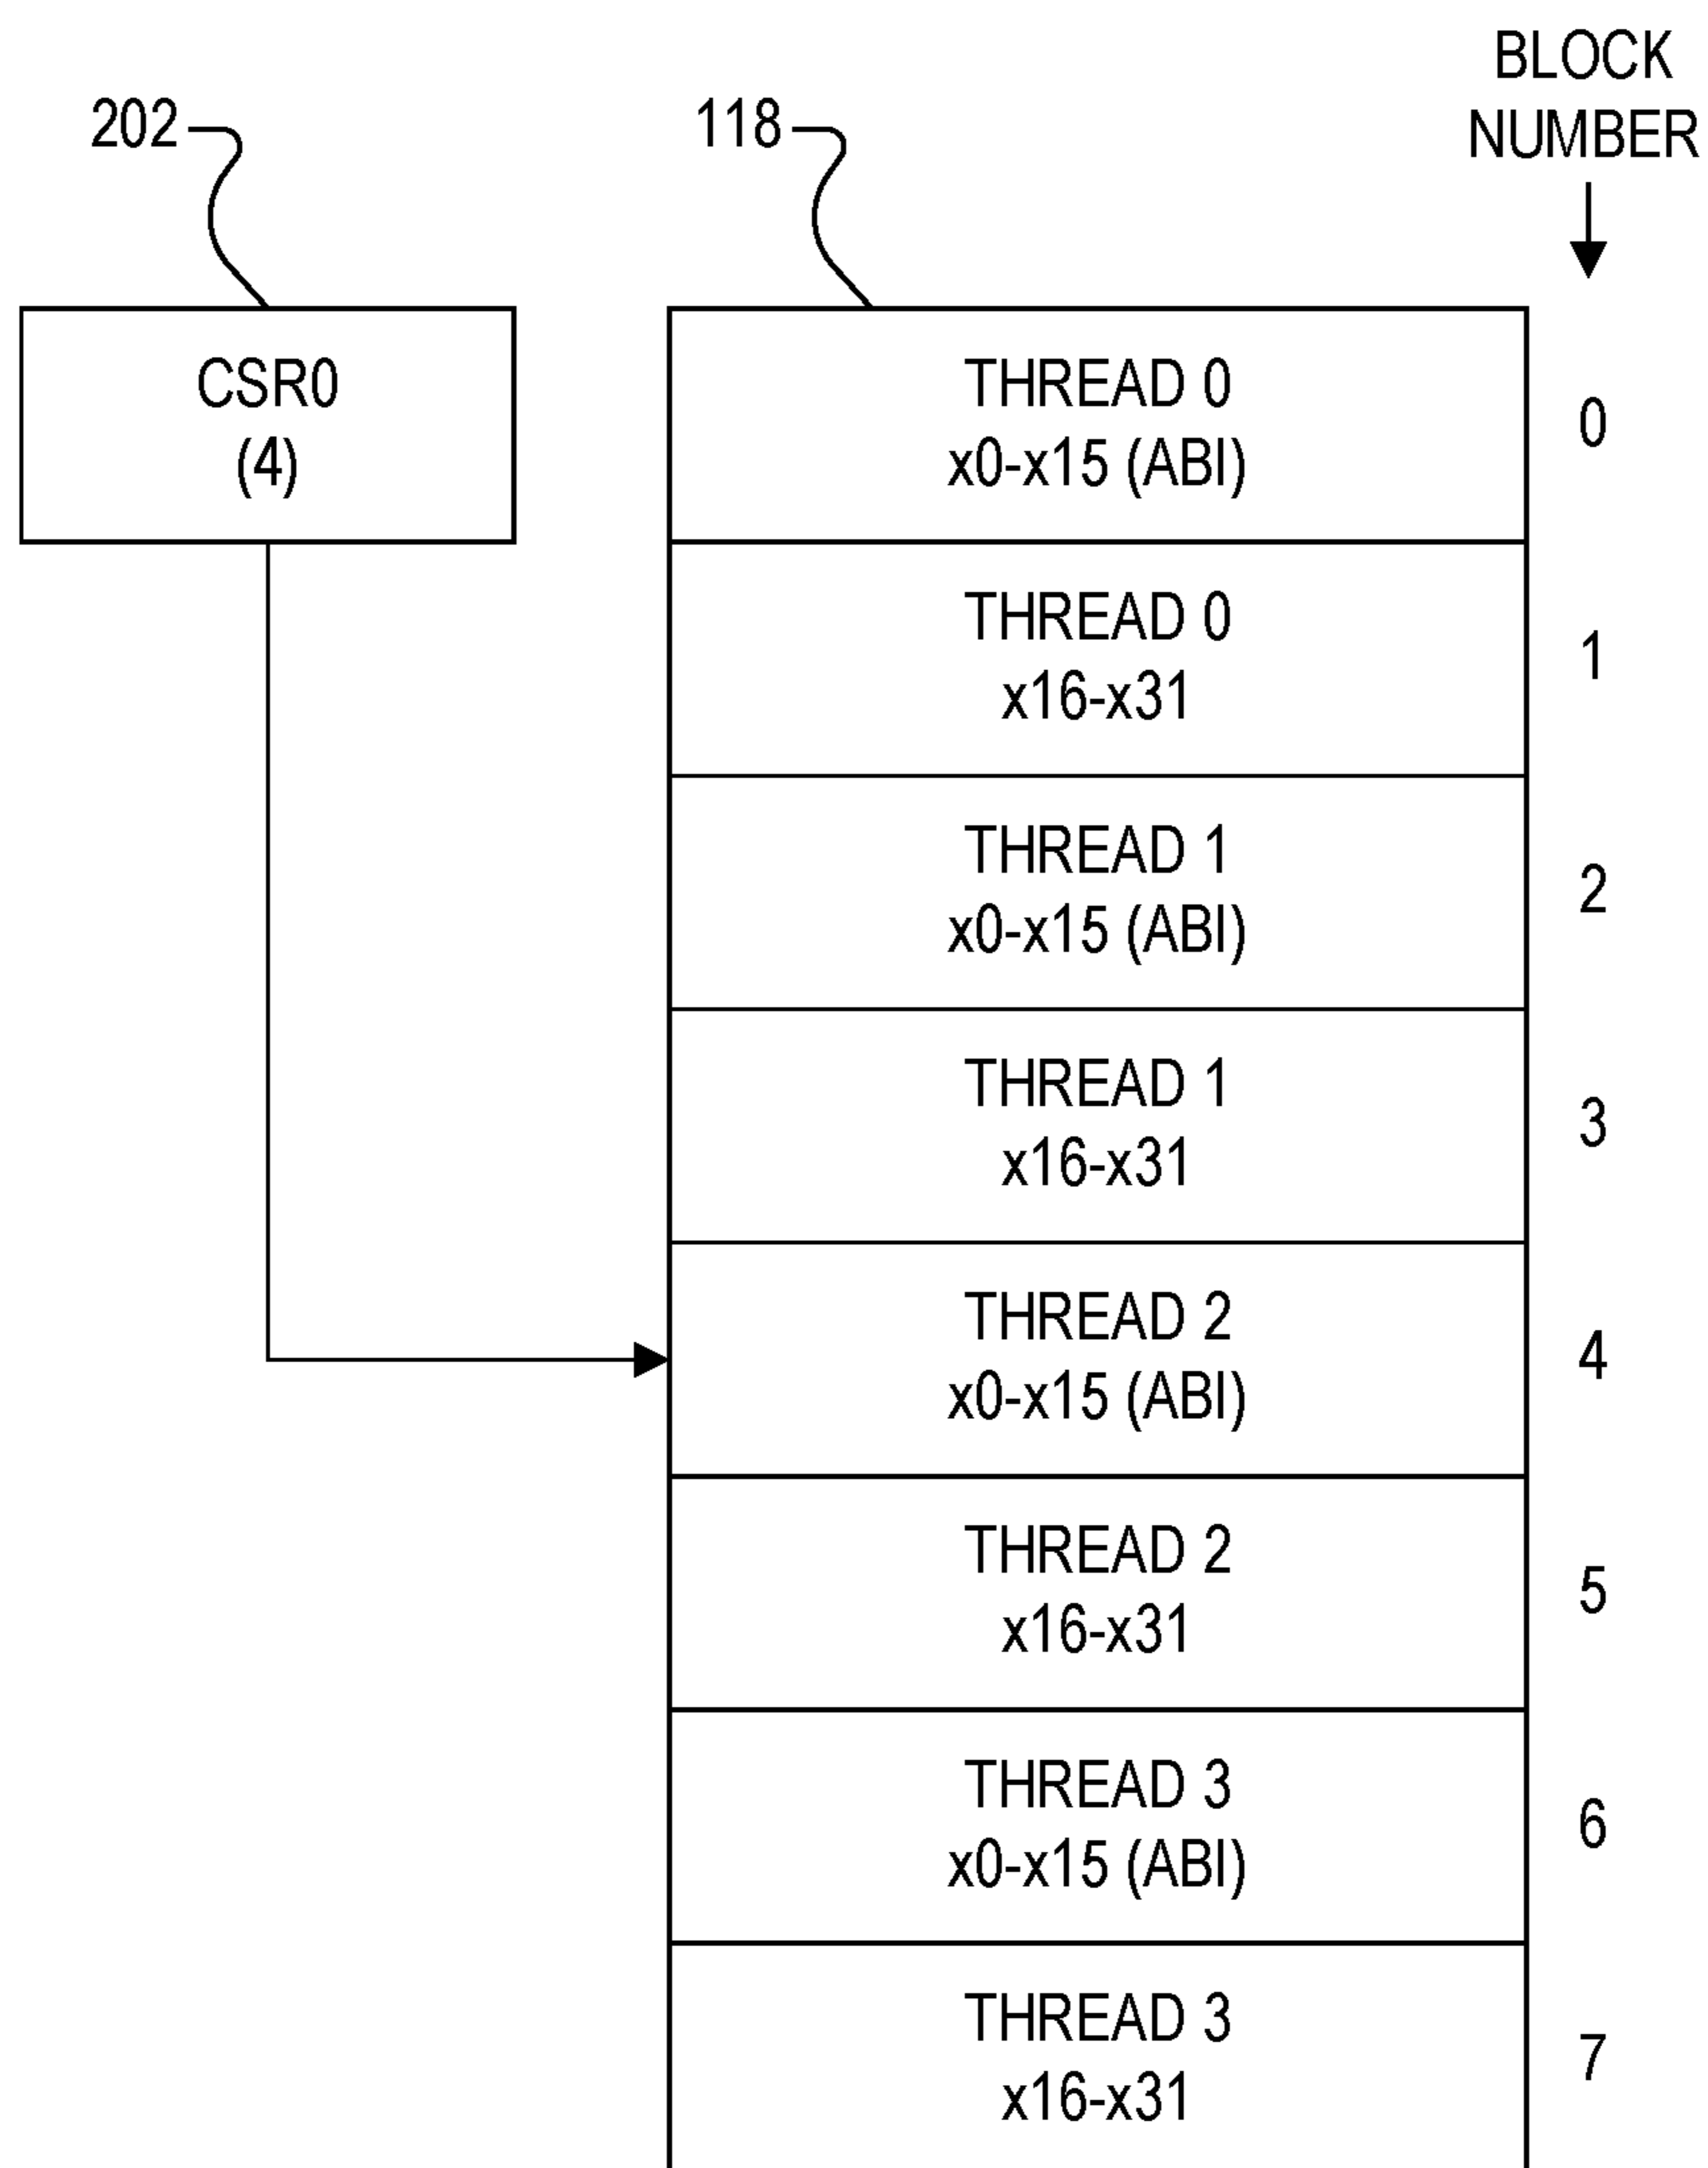 BLOCK
NUMBER
202
118
CSR0
(4)
THREAD 0
x0-x15 (ABI)
0
THREAD 0
x16-x31
1
THREAD 1
x0-x15 (ABI)
2
THREAD 1
x16-x31
3
THREAD 2
x0-x15 (ABI)
4
THREAD 2
x16-x31
5
THREAD 3
x0-x15 (ABI)
6
THREAD 3
x16-x31
7